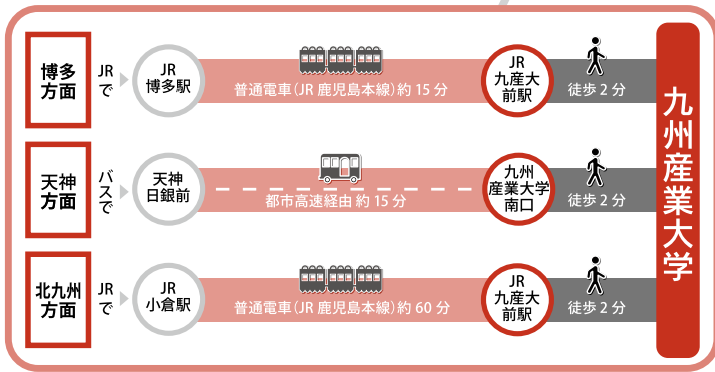 博多
方面
JR
で
JR
博多駅
普通電車(JR 鹿児島本線)約 15 分
JR
九産大
前駅
徒歩 2 分
天神
方面
バスで
天神
日銀前
都市高速経由 約 15 分
九州
産業大学
南口
徒歩 2 分
北九州
方面
JR
で
JR
小倉駅
普通電車(JR 鹿児島本線)約 60 分
JR
九産大
前駅
徒歩 2 分
九州産業大学